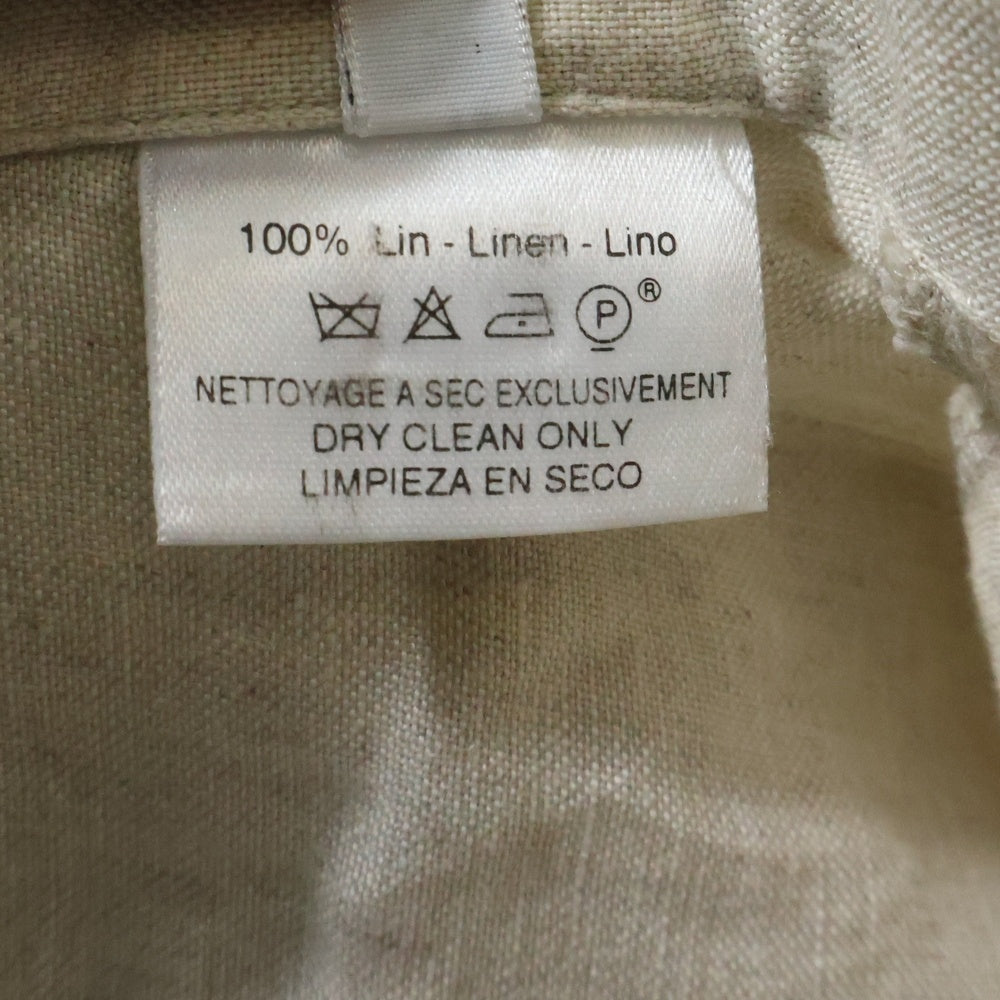 100% Lin - Linen - Lino
P ®
NETTOYAGE A SEC EXCLUSIVEMENT
DRY CLEAN ONLY
LIMPIEZA EN SECO